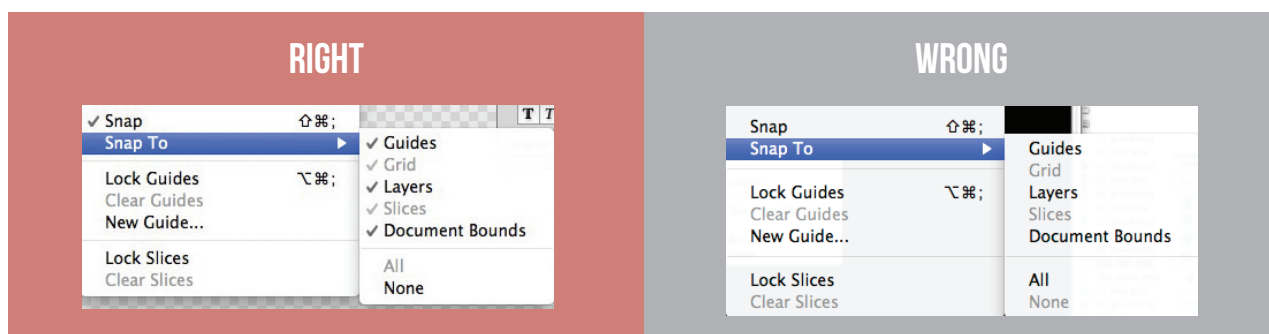 RIGHT
✓ Snap ⇧⌘;
Snap To ▶
Lock Guides ⌥⌘;
Clear Guides
New Guide...
Lock Slices
Clear Slices
T T
✓ Guides
✓ Grid
✓ Layers
✓ Slices
✓ Document Bounds
All
None
WRONG
Snap ⇧⌘;
Snap To ▶
Lock Guides ⌥⌘;
Clear Guides
New Guide...
Lock Slices
Clear Slices
Guides
Grid
Layers
Slices
Document Bounds
All
None